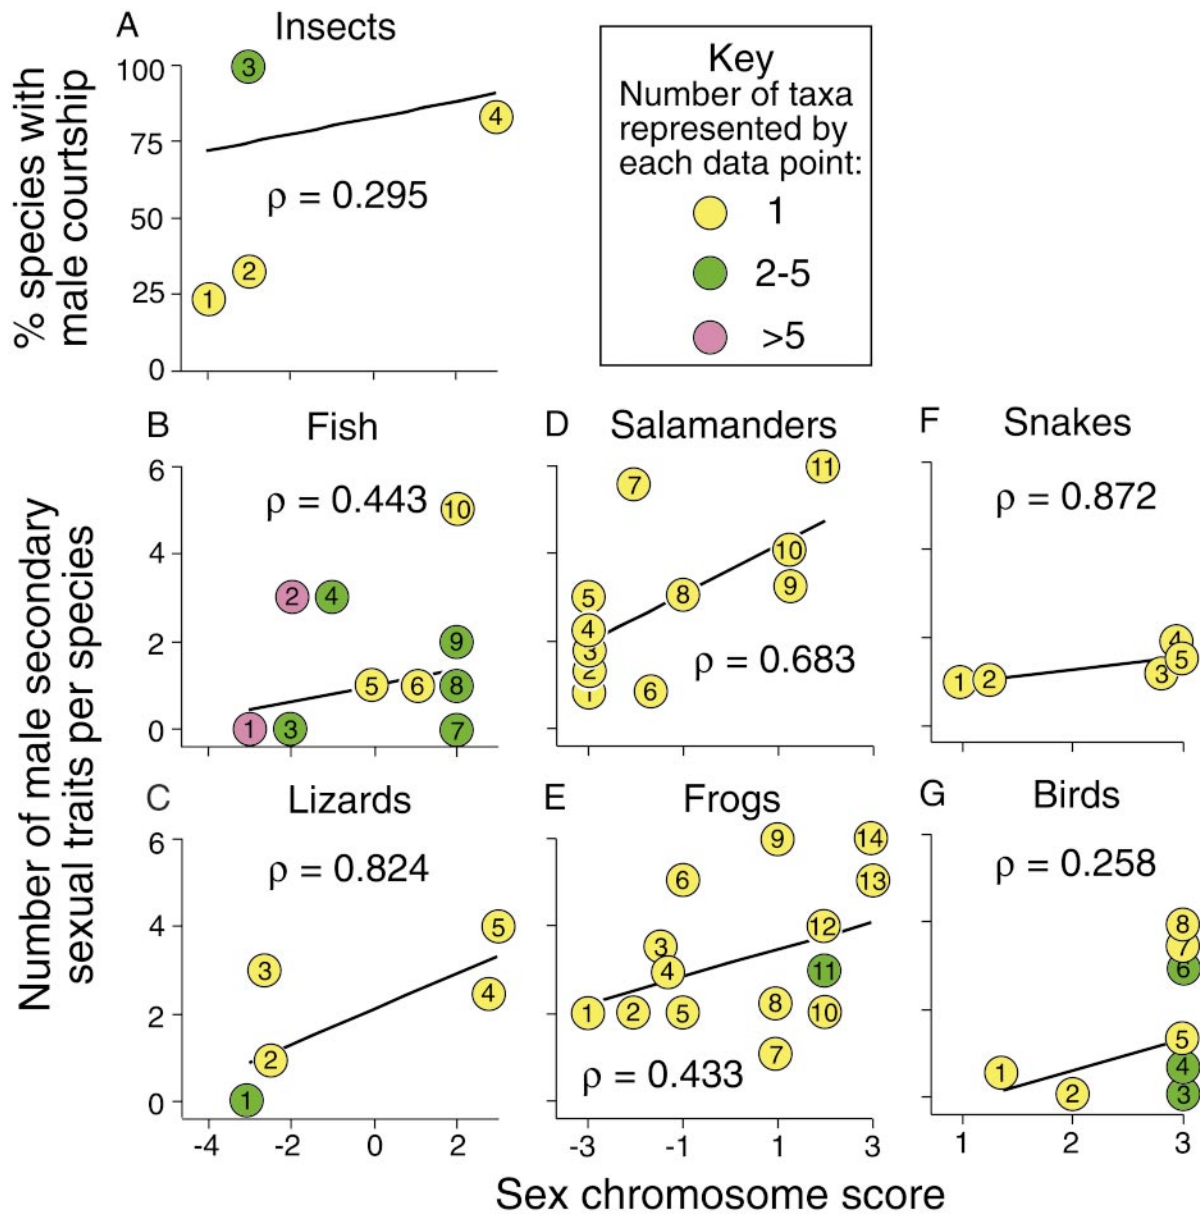 A
Insects
% species with
male courtship
100
75
50
25
0
3
4
2
1
ρ = 0.295
Key
Number of taxa
represented by
each data point:
1
2-5
>5
Number of male secondary
sexual traits per species
B
Fish
6
4
2
0
ρ = 0.443
10
2
4
9
5
6
8
1
3
7
D
Salamanders
11
7
10
9
8
5
4
3
2
1
6
ρ = 0.683
F
Snakes
ρ = 0.872
1
2
3
4
5
C
Lizards
6
4
2
0
ρ = 0.824
5
3
4
2
1
-4
-2
0
2
E
Frogs
9
14
6
13
3
12
4
11
1
2
5
8
10
7
ρ = 0.433
-3
-1
1
3
G
Birds
ρ = 0.258
8
7
6
5
1
4
2
3
1
2
3
Sex chromosome score